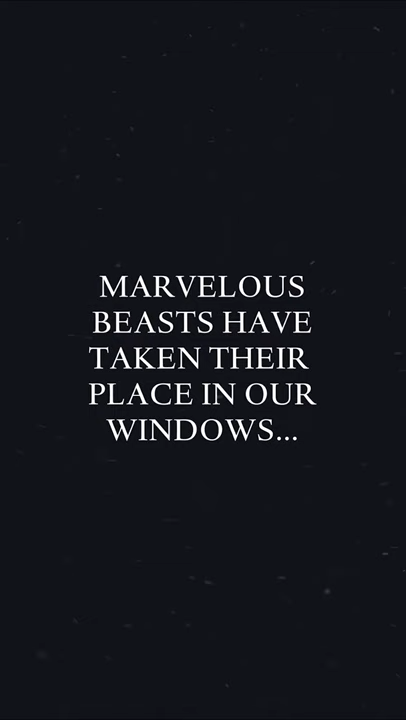 MARVELOUS
BEASTS HAVE
TAKEN THEIR
PLACE IN OUR
WINDOWS...